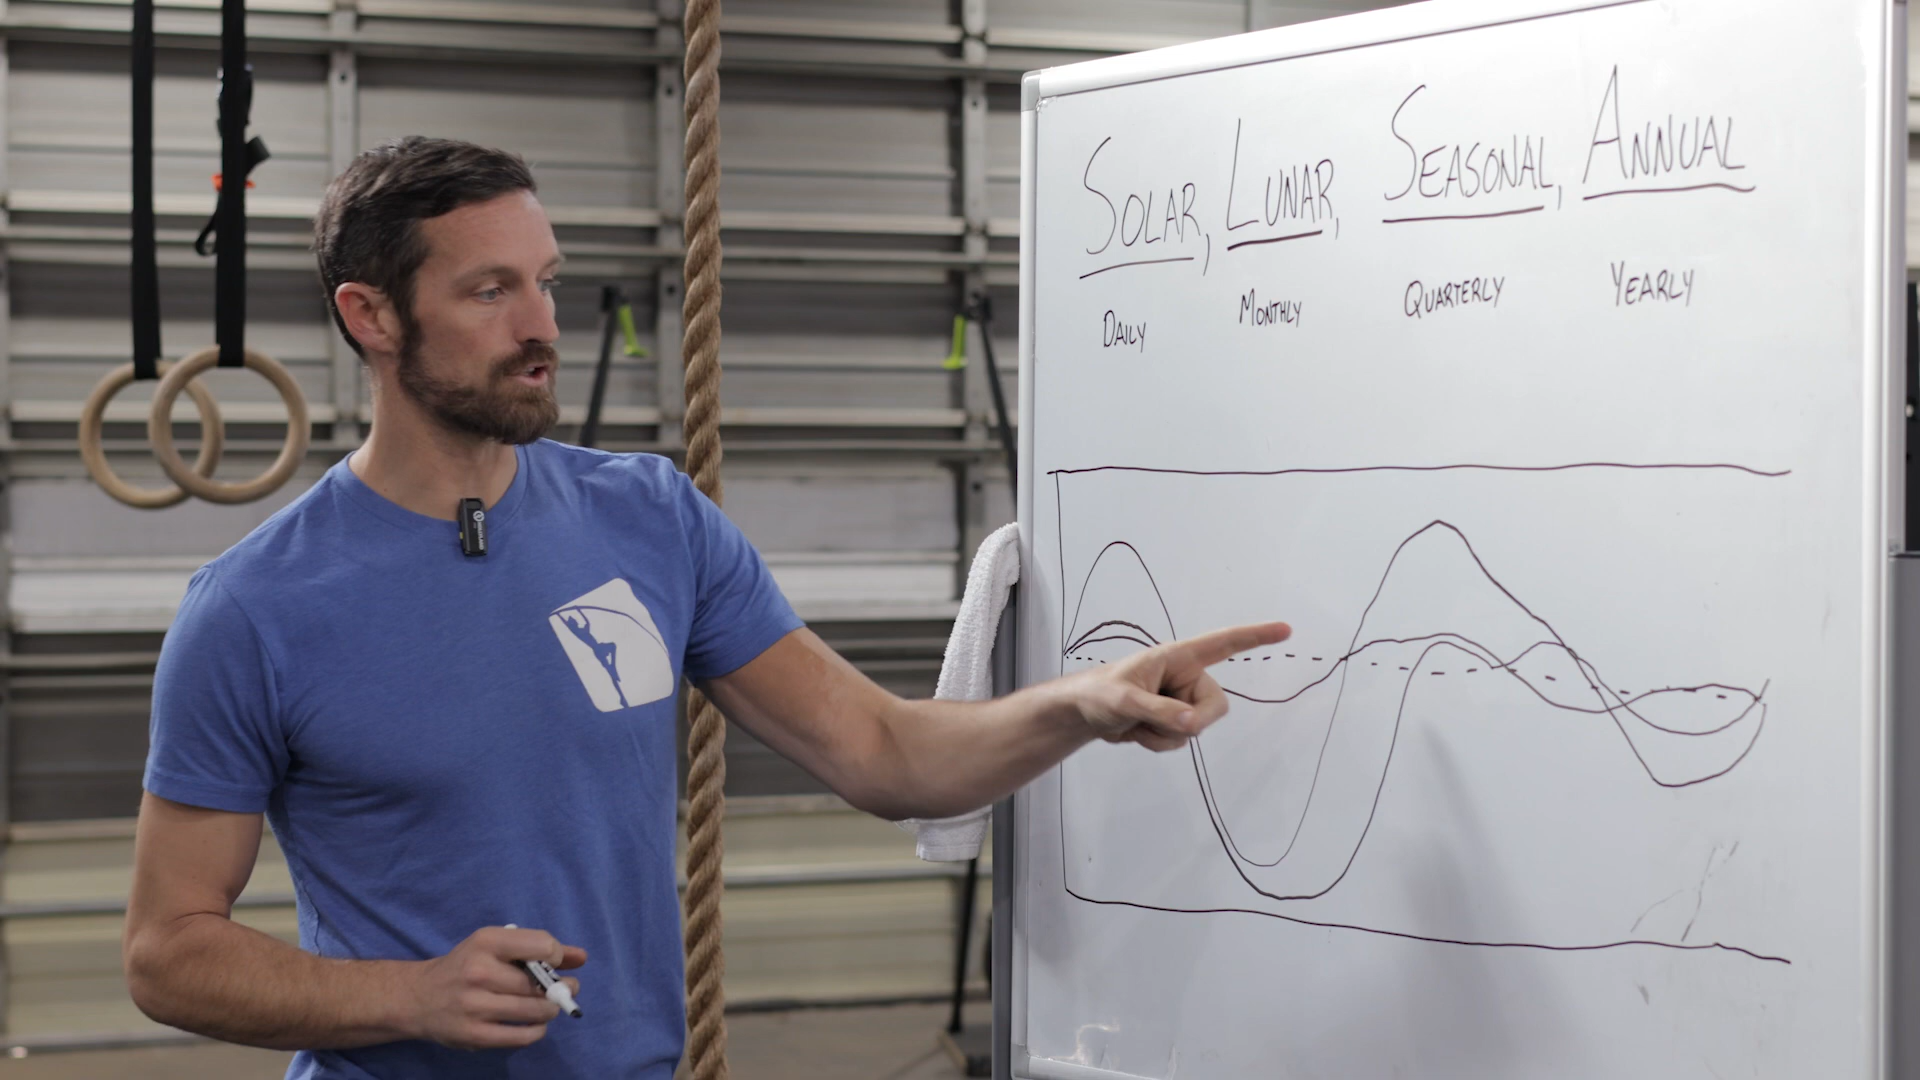 SOLAR, LUNAR, SEASONAL, ANNUAL
DAILY MONTHLY QUARTERLY YEARLY